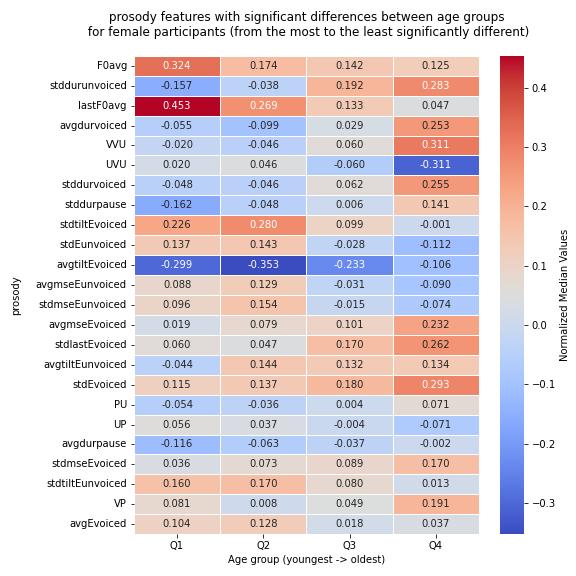 prosody features with significant differences between age groups
for female participants (from the most to the least significantly different)
F0avg 0.324 0.174 0.142 0.125
stddurunvoiced -0.157 -0.038 0.192 0.283
lastF0avg 0.453 0.269 0.133 0.047
avgdurvoiced -0.055 -0.099 0.029 0.253
VVU -0.020 -0.046 0.060 0.311
UVU 0.020 0.046 -0.060 -0.311
stddurvoiced -0.048 -0.046 0.062 0.255
stddurpause -0.162 -0.048 0.006 0.141
stdtiltEvoiced 0.226 0.280 0.099 -0.001
stdEunvoiced 0.137 0.143 -0.028 -0.112
avgtiltEvoiced -0.299 -0.353 -0.233 -0.106
avgmseEunvoiced 0.088 0.129 -0.031 -0.090
stdmseEunvoiced 0.096 0.154 -0.015 -0.074
avgmseEvoiced 0.019 0.079 0.101 0.232
stdlastEvoiced 0.060 0.047 0.170 0.262
avgtiltEunvoiced -0.044 0.144 0.132 0.134
stdEvoiced 0.115 0.137 0.180 0.293
PU -0.054 -0.036 0.004 0.071
UP 0.056 0.037 -0.004 -0.071
avgdurpause -0.116 -0.063 -0.037 -0.002
stdmseEvoiced 0.036 0.073 0.089 0.170
stdtiltEunvoiced 0.160 0.170 0.080 0.013
VP 0.081 0.008 0.049 0.191
avgEvoiced 0.104 0.128 0.018 0.037
Q1 Q2 Q3 Q4
Age group (youngest -> oldest)
prosody
0.4
0.3
0.2
0.1
0.0
−0.1
−0.2
−0.3
Normalized Median Values